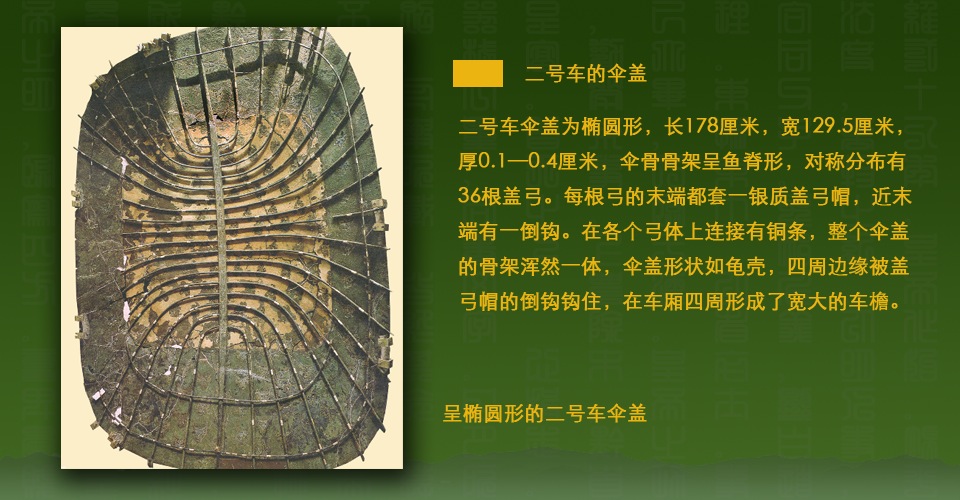 二号车的伞盖
二号车伞盖为椭圆形，长178厘米，宽129.5厘米，
厚0.1—0.4厘米，伞骨骨架呈鱼脊形，对称分布有
36根盖弓。每根弓的末端都套一银质盖弓帽，近末
端有一倒钩。在各个弓体上连接有铜条，整个伞盖
的骨架浑然一体，伞盖形状如龟壳，四周边缘被盖
弓帽的倒钩钩住，在车厢四周形成了宽大的车檐。
呈椭圆形的二号车伞盖